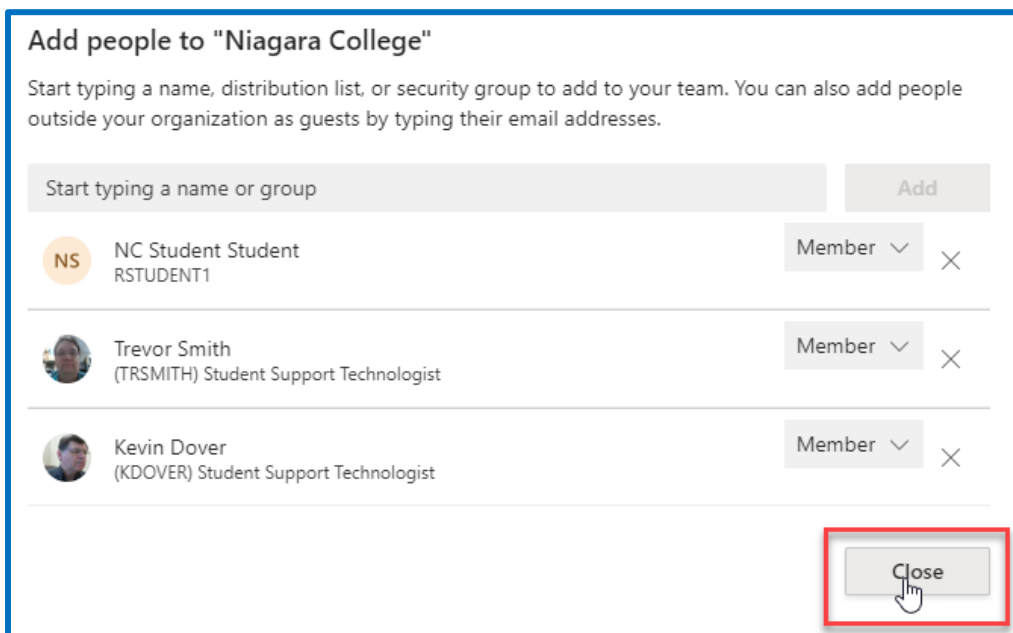 Add people to "Niagara College"
Start typing a name, distribution list, or security group to add to your team. You can also add people
outside your organization as guests by typing their email addresses.
Start typing a name or group
Add
NS
NC Student Student
RSTUDENT1
Member
Trevor Smith
(TRSMITH) Student Support Technologist
Member
Kevin Dover
(KDOVER) Student Support Technologist
Member
Close